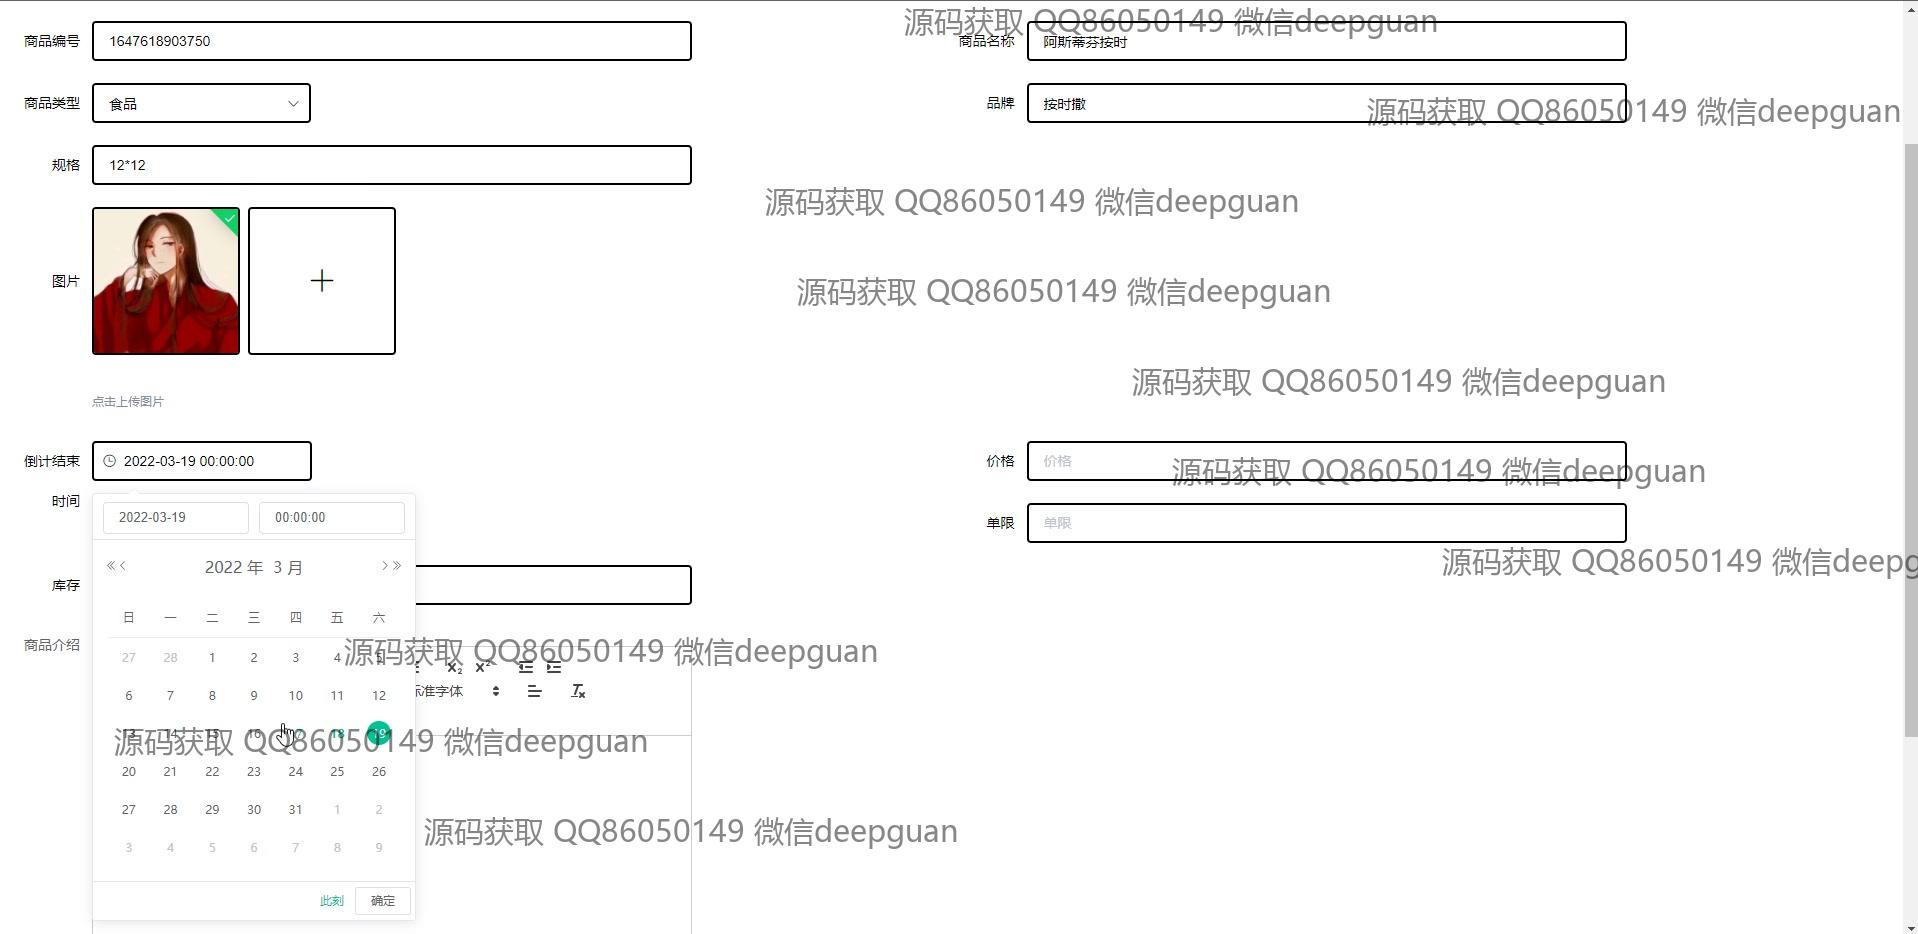 源码获取 QQ86050149 微信deepguan
商品编号 1647618903750 商品名称 阿斯蒂芬按时
商品类型 食品 品牌 按时撒
源码获取 QQ86050149 微信deepguan
规格 12*12
源码获取 QQ86050149 微信deepguan
图片
源码获取 QQ86050149 微信deepguan
源码获取 QQ86050149 微信deepguan
点击上传图片
倒计结束 2022-03-19 00:00:00 价格 价格
源码获取 QQ86050149 微信deepguan
时间 2022-03-19 00:00:00 单限 单限
2022 年 3 月
源码获取 QQ86050149 微信deepg
库存
日 一 二 三 四 五 六
商品介绍
源码获取 QQ86050149 微信deepguan
27 28 1 2 3 4 5
标准字体
6 7 8 9 10 11 12
13 14 15 16 17 18 19
源码获取 QQ86050149 微信deepguan
20 21 22 23 24 25 26
27 28 29 30 31 1 2
源码获取 QQ86050149 微信deepguan
3 4 5 6 7 8 9
此刻 确定